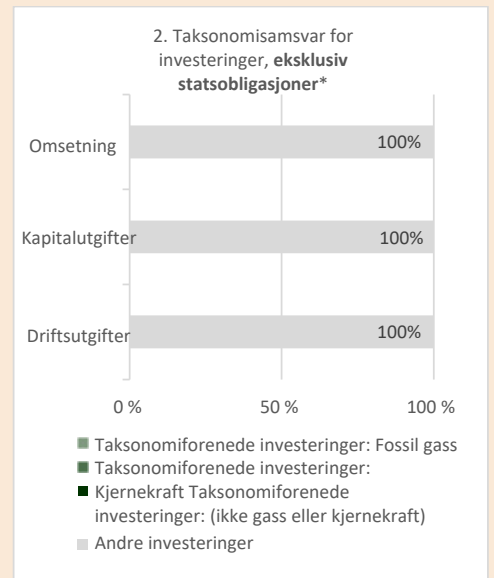 2. Taksonomisamsvar for
investeringer, eksklusiv
statsobligasjoner*
Omsetning 100%
Kapitalutgifter 100%
Driftsutgifter 100%
0 % 50 % 100 %
Taksonomiforenede investeringer: Fossil gass
Taksonomiforenede investeringer:
Kjernekraft Taksonomiforenede
investeringer: (ikke gass eller kjernekraft)
Andre investeringer